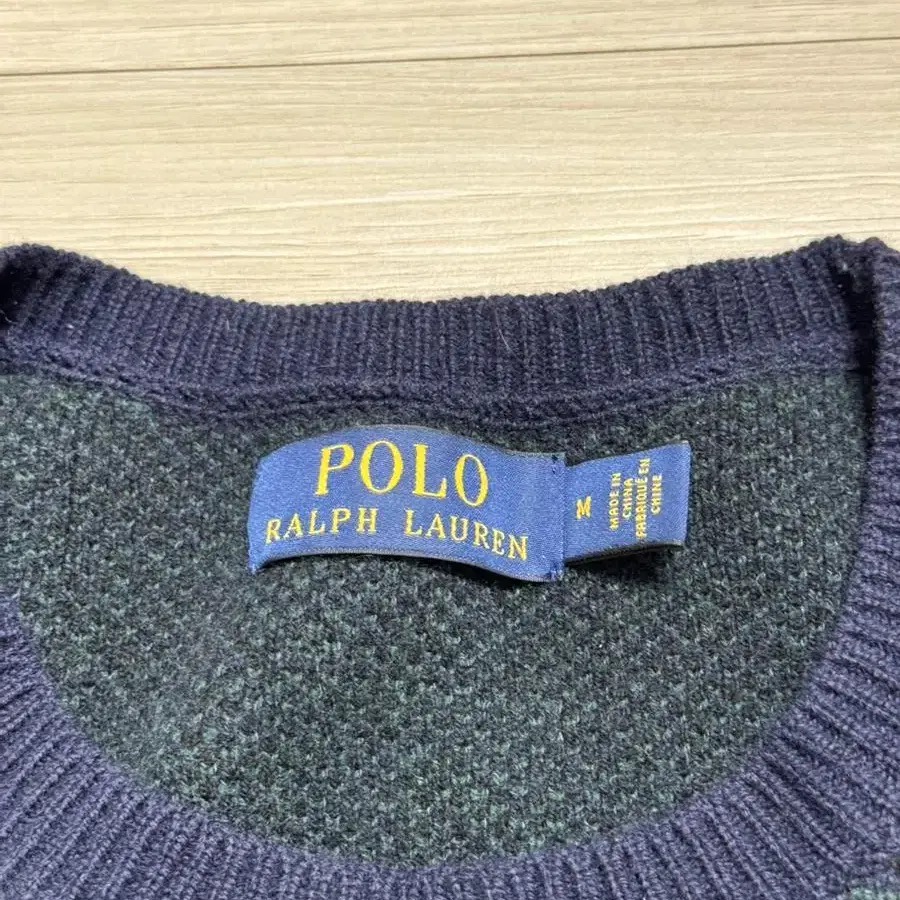 POLO
RALPH LAUREN
M
MADE IN
CHINA
FABRIQUÉ EN
CHINE